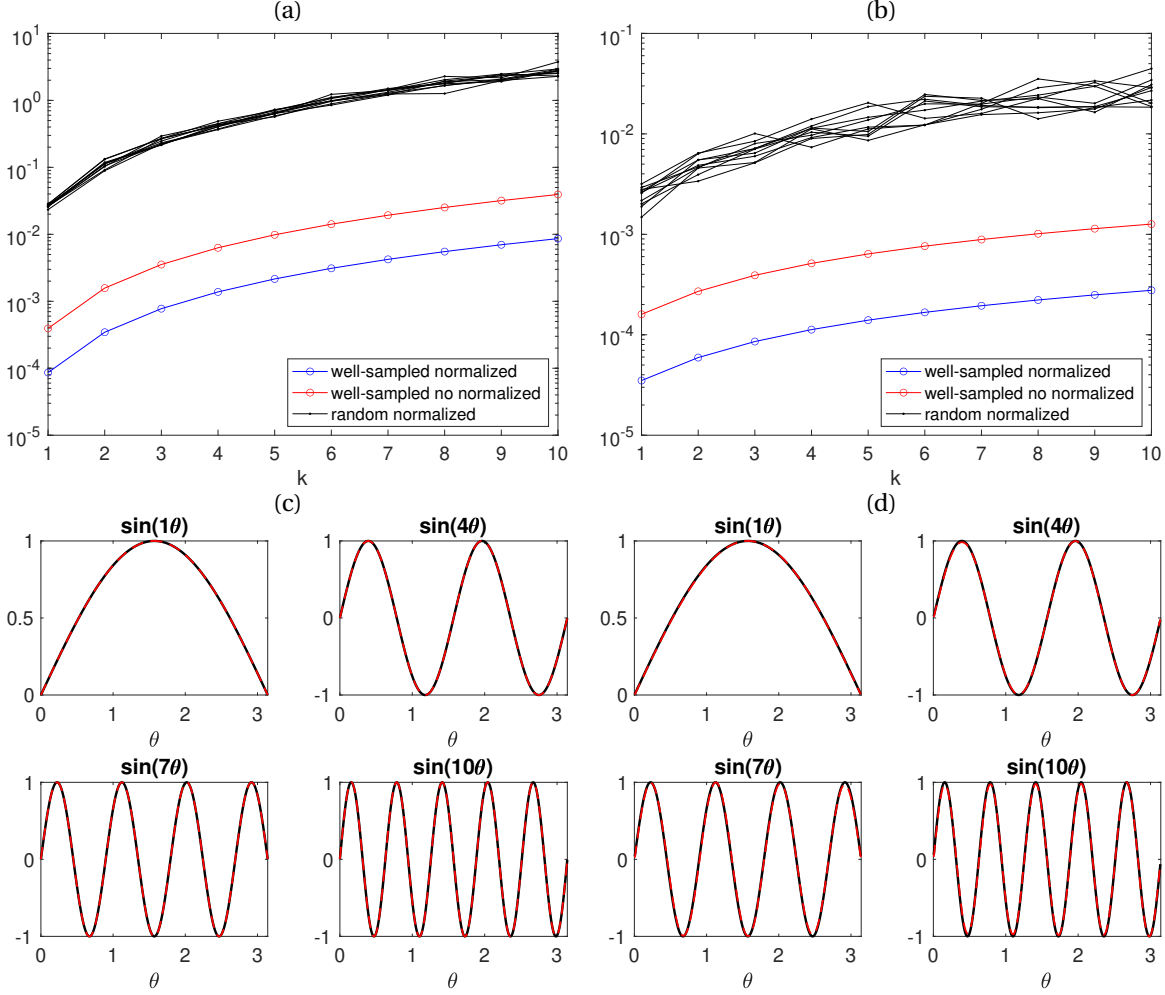 (a)
10^1
10^0
10^-1
10^-2
10^-3
10^-4
10^-5
1 2 3 4 5 6 7 8 9 10
k
well-sampled normalized
well-sampled no normalized
random normalized
(b)
10^-1
10^-2
10^-3
10^-4
10^-5
1 2 3 4 5 6 7 8 9 10
k
well-sampled normalized
well-sampled no normalized
random normalized
(c)
sin(1θ)
1
0.5
0
0 1 2 3
θ
sin(4θ)
1
0
-1
0 1 2 3
θ
sin(7θ)
1
0
-1
0 1 2 3
θ
sin(10θ)
1
0
-1
0 1 2 3
θ
(d)
sin(1θ)
1
0.5
0
0 1 2 3
θ
sin(4θ)
1
0
-1
0 1 2 3
θ
sin(7θ)
1
0
-1
0 1 2 3
θ
sin(10θ)
1
0
-1
0 1 2 3
θ